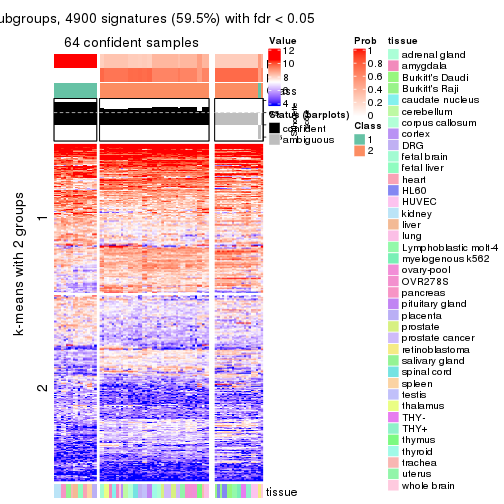 ubgroups, 4900 signatures (59.5%) with fdr < 0.05
64 confident samples
k-means with 2 groups
1
2
Value
12
10
8
6
4
Status (barplots)
confident
ambiguous
Prob
1
0.8
0.6
0.4
0.2
0
Class
1
2
tissue
tissue
adrenal gland
amygdala
Burkitt's Daudi
Burkitt's Raji
caudate nucleus
cerebellum
corpus callosum
cortex
DRG
fetal brain
fetal liver
heart
HL60
HUVEC
kidney
liver
lung
Lymphoblastic molt-4
myelogenous k562
ovary-pool
OVR278S
pancreas
pituitary gland
placenta
prostate
prostate cancer
retinoblastoma
salivary gland
spinal cord
spleen
testis
thalamus
THY-
THY+
thymus
thyroid
trachea
uterus
whole brain